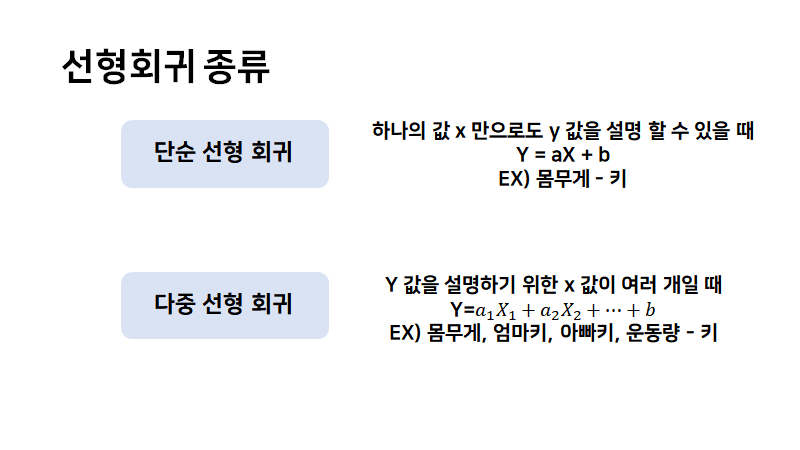 선형회귀 종류
단순 선형 회귀
하나의 값 x 만으로도 y 값을 설명 할 수 있을 때
Y = aX + b
EX) 몸무게 - 키
다중 선형 회귀
Y 값을 설명하기 위한 x 값이 여러 개일 때
Y=𝑎₁𝑋₁ + 𝑎₂𝑋₂ + ⋯ + 𝑏
EX) 몸무게, 엄마키, 아빠키, 운동량 - 키